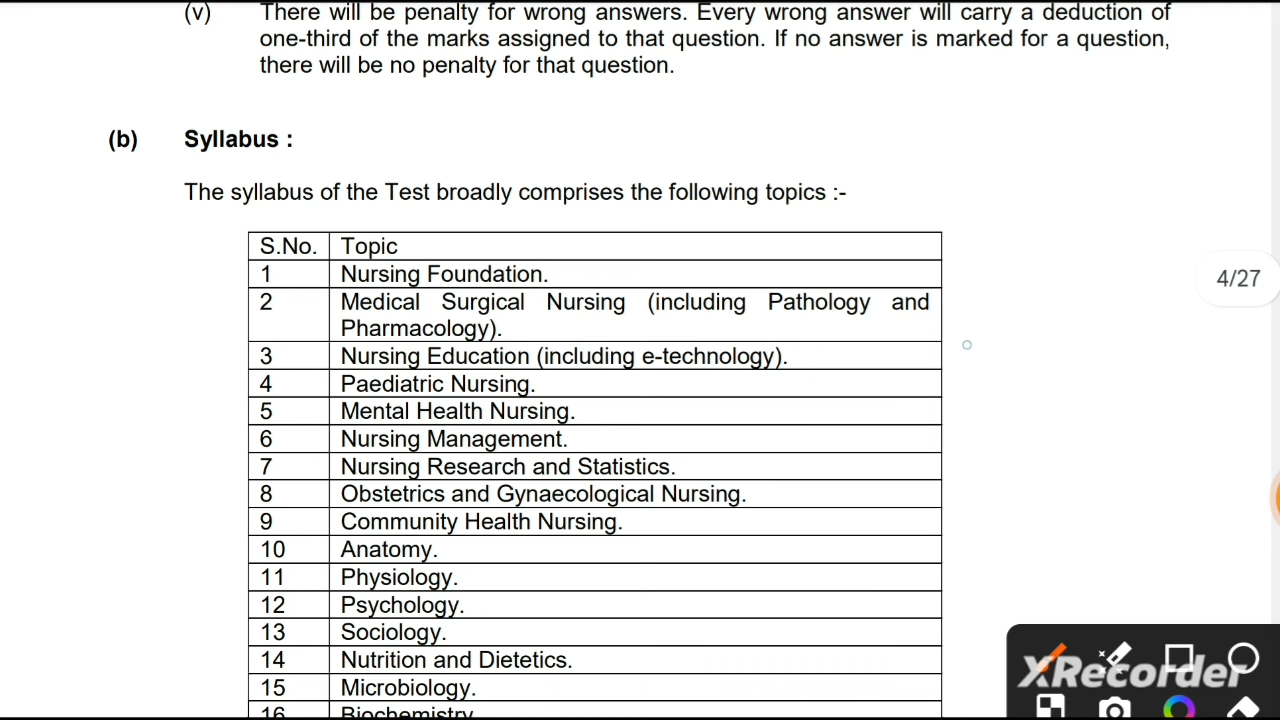 (v) There will be penalty for wrong answers. Every wrong answer will carry a deduction of
one-third of the marks assigned to that question. If no answer is marked for a question,
there will be no penalty for that question.
(b) Syllabus :
The syllabus of the Test broadly comprises the following topics :-
S.No. Topic
1 Nursing Foundation.
2 Medical Surgical Nursing (including Pathology and
Pharmacology).
3 Nursing Education (including e-technology).
4 Paediatric Nursing.
5 Mental Health Nursing.
6 Nursing Management.
7 Nursing Research and Statistics.
8 Obstetrics and Gynaecological Nursing.
9 Community Health Nursing.
10 Anatomy.
11 Physiology.
12 Psychology.
13 Sociology.
14 Nutrition and Dietetics.
15 Microbiology.
16 Biochemistry
4/27
XRecorder